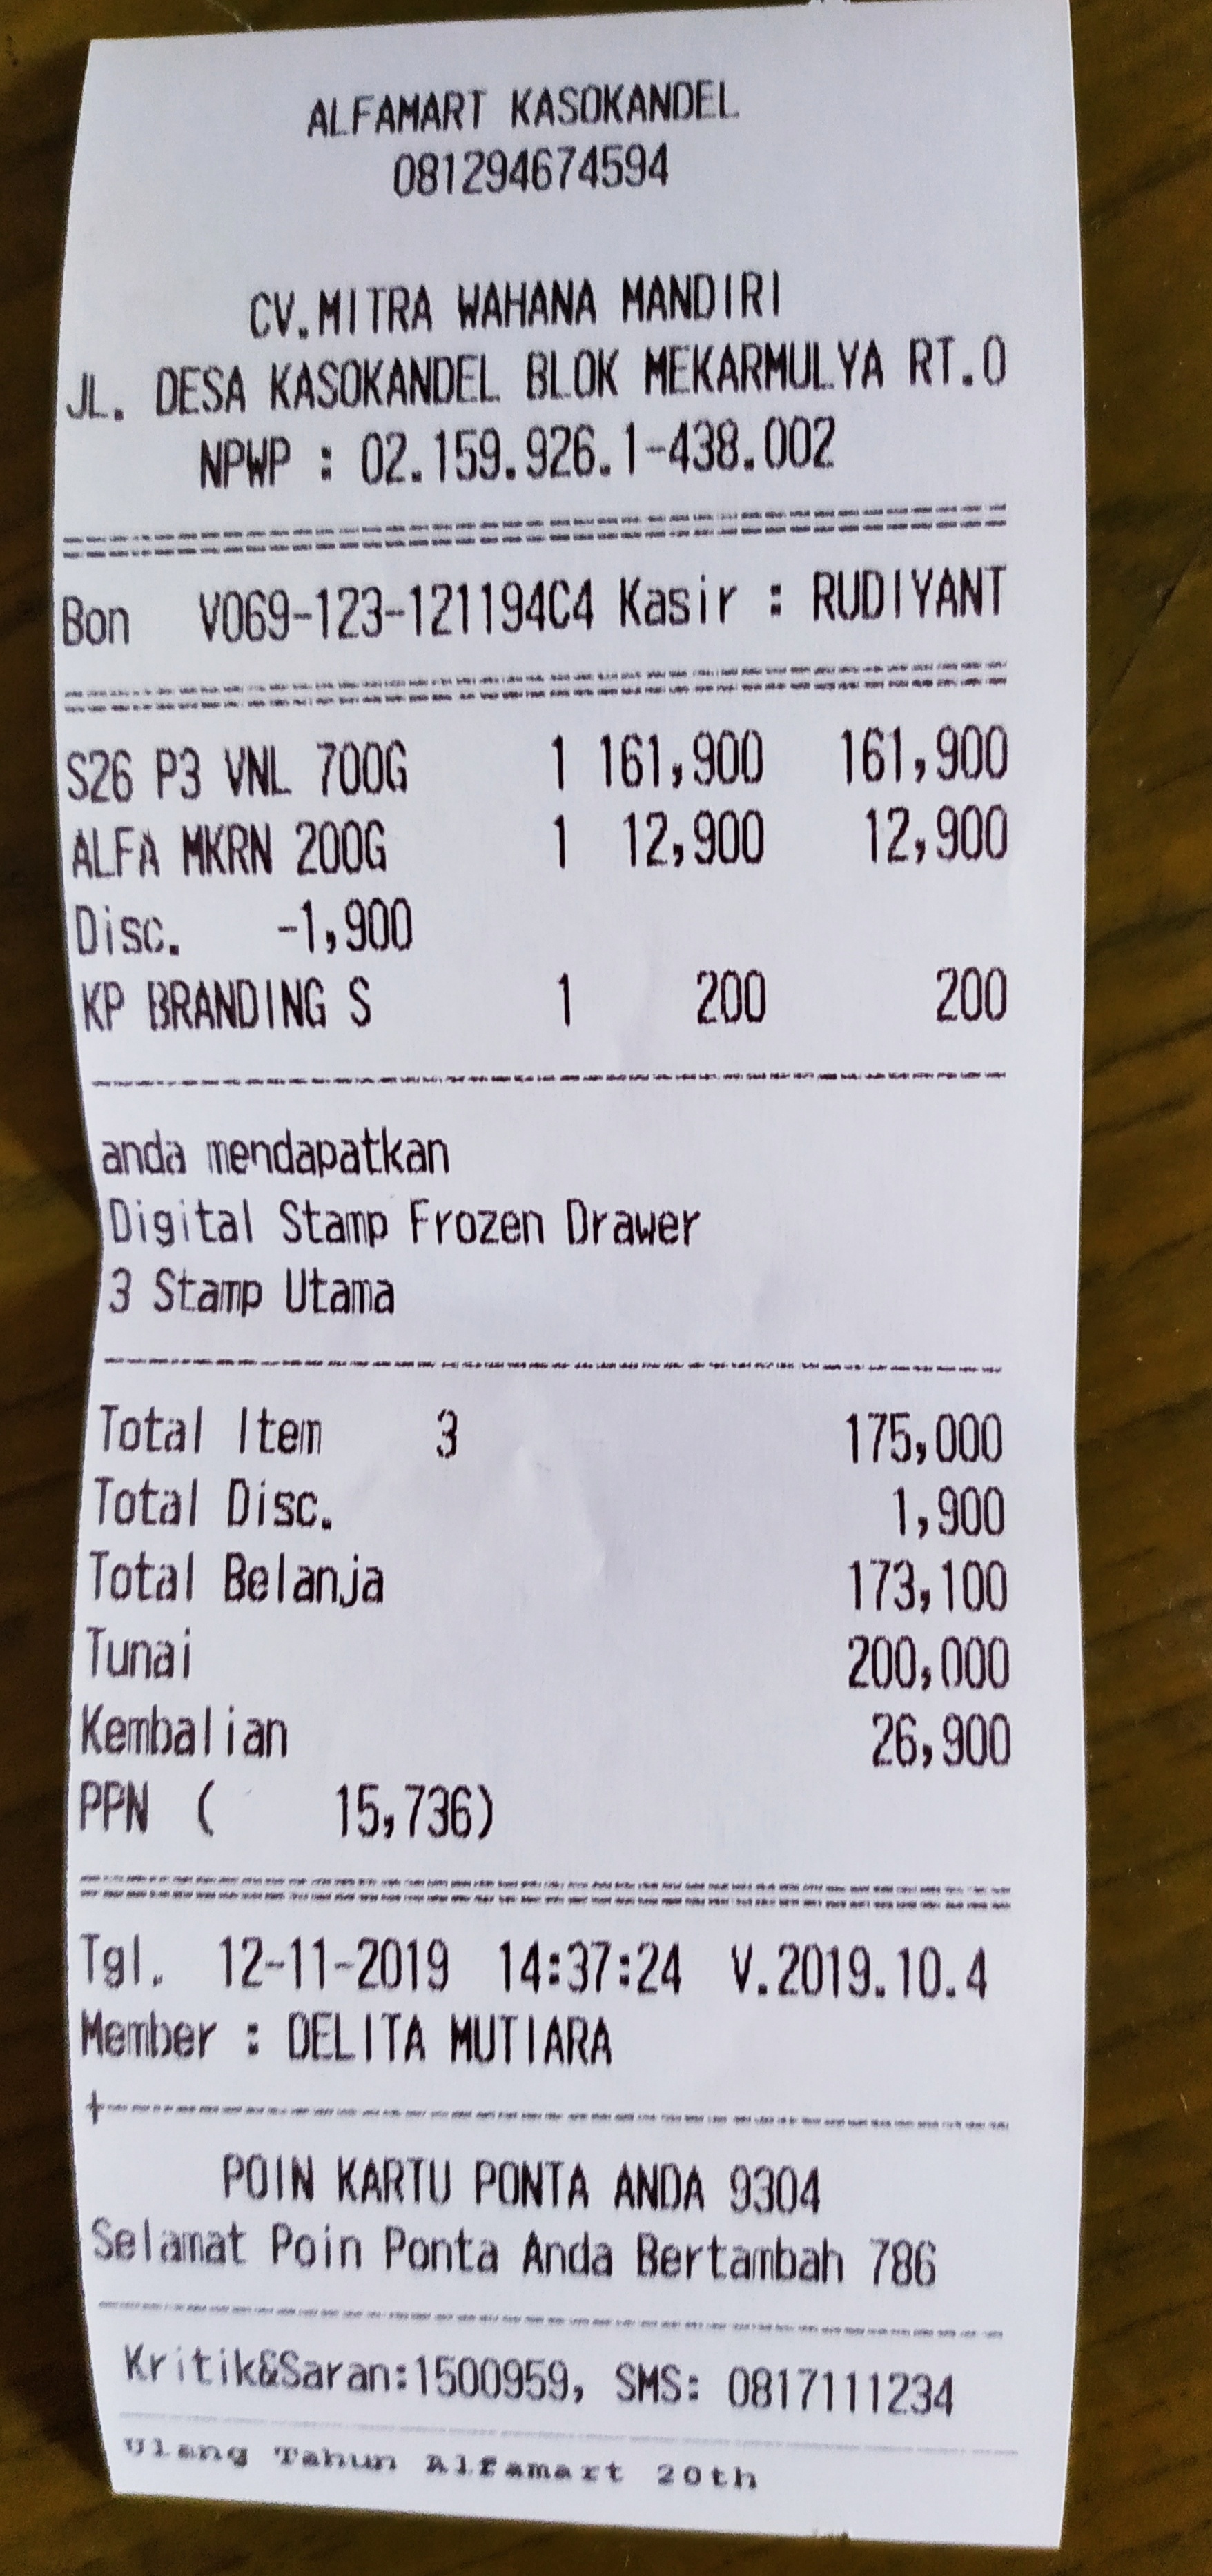 ALFAMART KASOKANDEL
081294674594
CV.MITRA WAHANA MANDIRI
JL. DESA KASOKANDEL BLOK MEKARMULYA RT.0
NPWP : 02.159.926.1-438.002
Bon V069-123-121194C4 Kasir : RUDIYANT
S26 P3 VNL 700G 1 161,900 161,900
ALFA MKRN 200G 1 12,900 12,900
Disc. -1,900
KP BRANDING S 1 200 200
anda mendapatkan
Digital Stamp Frozen Drawer
3 Stamp Utama
Total Item 3 175,000
Total Disc. 1,900
Total Belanja 173,100
Tunai 200,000
Kembalian 26,900
PPN ( 15,736)
Tgl. 12-11-2019 14:37:24 V.2019.10.4
Member : DELITA MUTIARA
POIN KARTU PONTA ANDA 9304
Selamat Poin Ponta Anda Bertambah 786
Kritik&Saran:1500959, SMS: 0817111234
Ulang Tahun Alfamart 20th